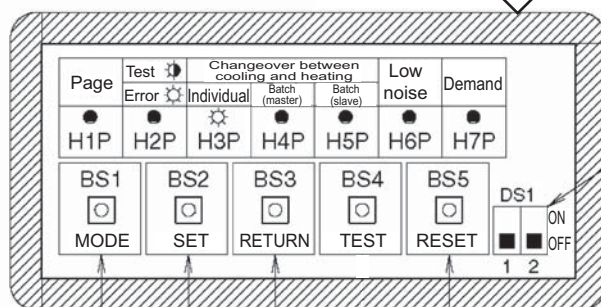 Page Test Changeover between cooling and heating Low noise Demand
Error Individual Batch (master) Batch (slave)
H1P H2P H3P H4P H5P H6P H7P
BS1 BS2 BS3 BS4 BS5 DS1
ON
OFF
MODE SET RETURN TEST RESET
1 2